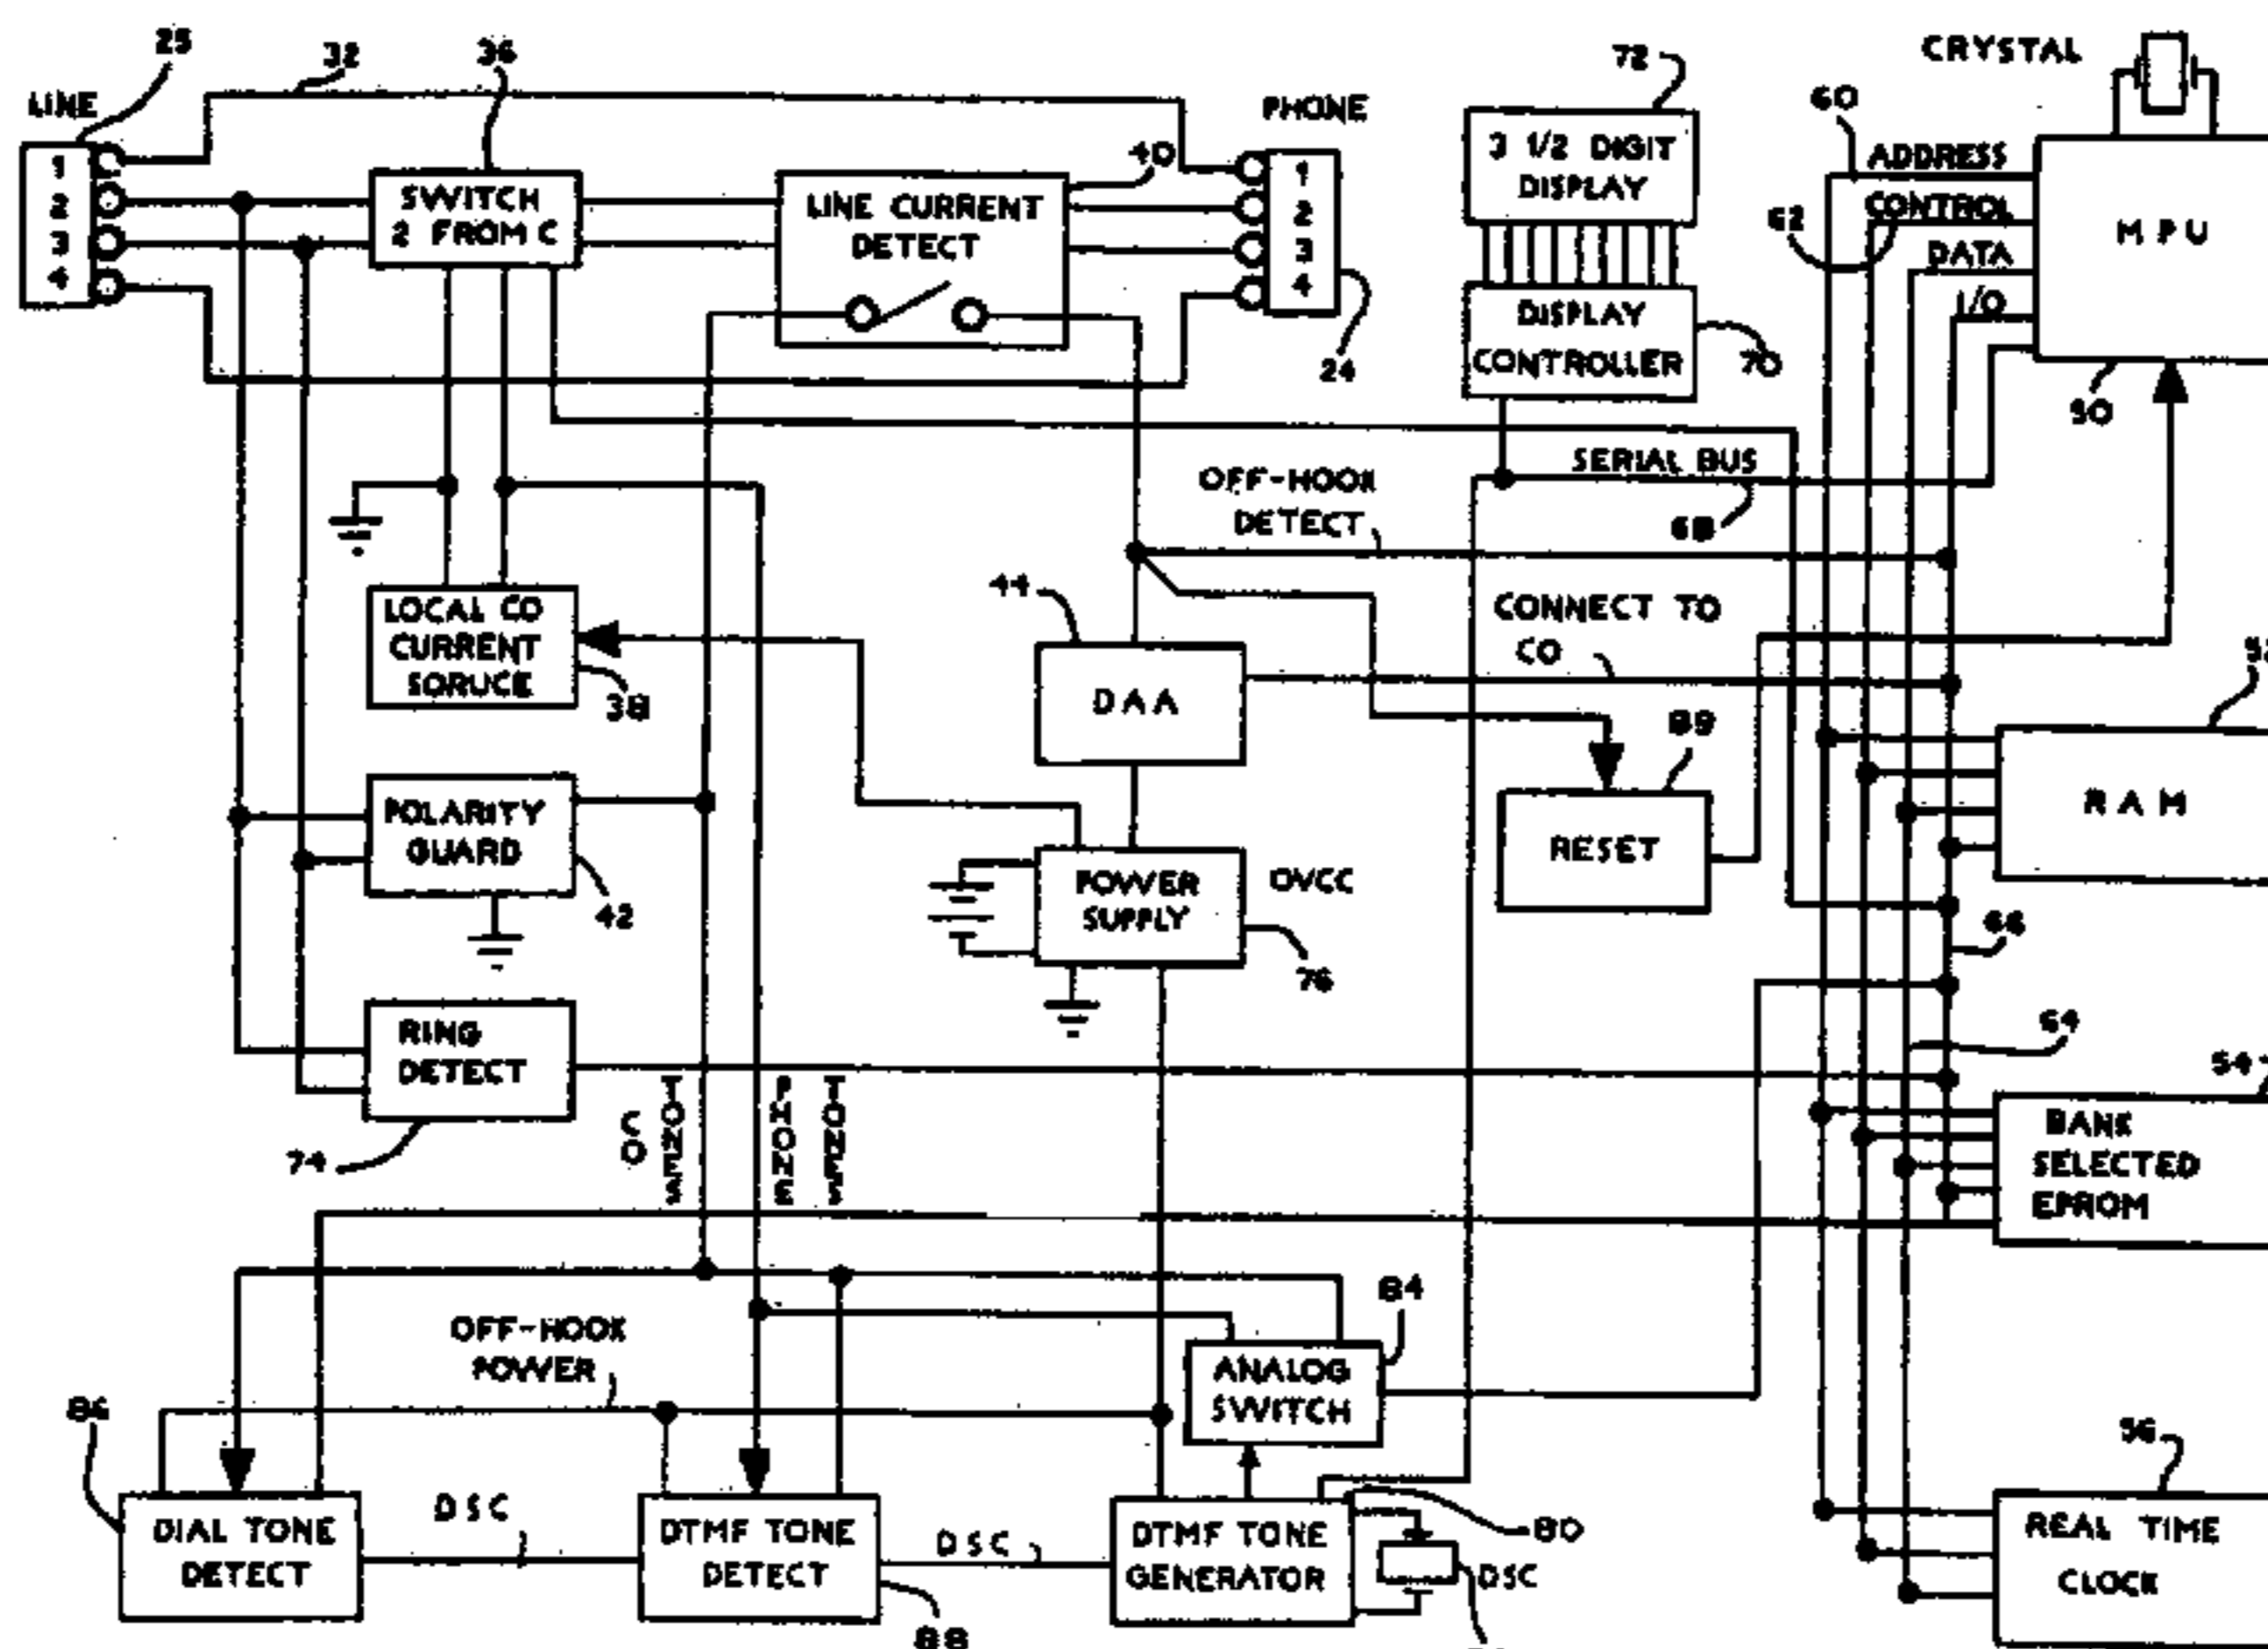 25
32
36
LINE
1
2
3
4
SWITCH
2 FROM C
LINE CURRENT
DETECT
40
PHONE
1
2
3
4
24
72
3 1/2 DIGIT
DISPLAY
DISPLAY
CONTROLLER
70
CRYSTAL
60
ADDRESS
CONTROL
62
DATA
I/O
MPU
50
SERIAL BUS
68
OFF-HOOK
DETECT
44
CONNECT TO
CO
LOCAL CO
CURRENT
SORUCE
38
DAA
89
RESET
RAM
POLARITY
GUARD
42
POWER
SUPPLY
OVCC
76
66
64
54
RING
DETECT
74
CO
TONES
PHONE
TONES
BANK
SELECTED
EPROM
OFF-HOOK
POWER
84
ANALOG
SWITCH
86
56
DIAL TONE
DETECT
DSC
DTMF TONE
DETECT
88
DSC
DTMF TONE
GENERATOR
80
DSC
REAL TIME
CLOCK